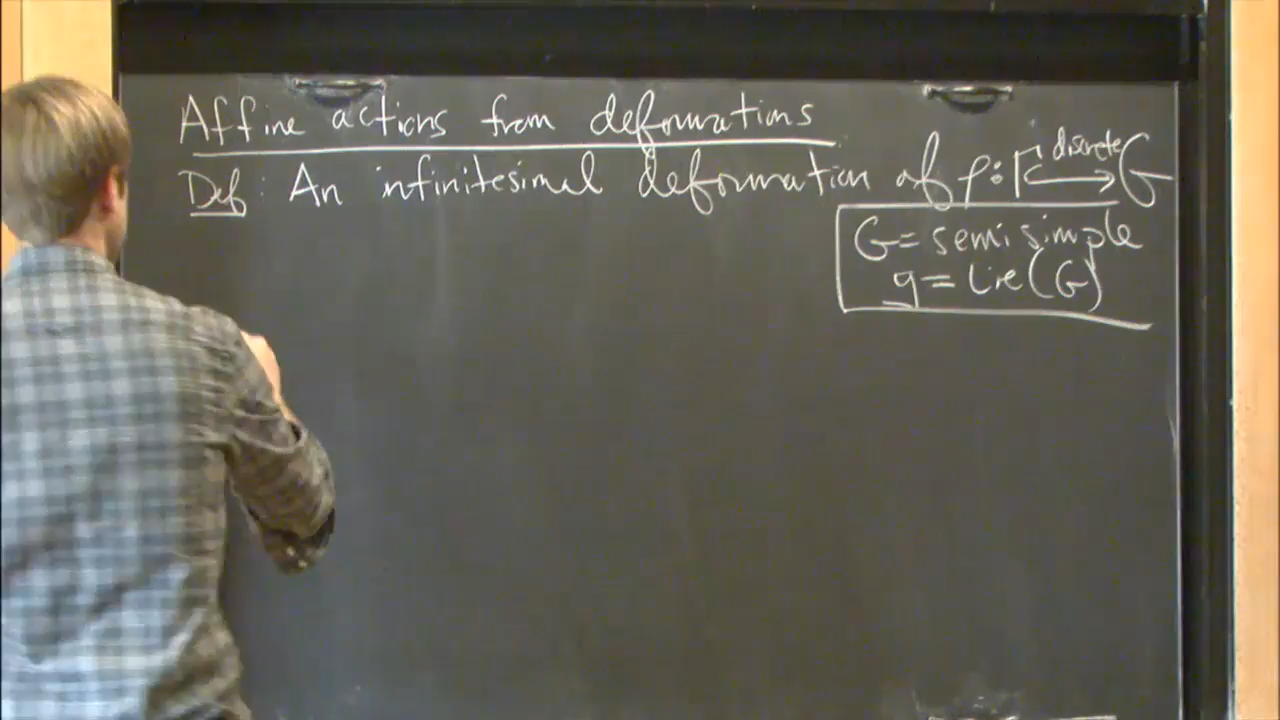 Affine actions from deformations
Def: An infinitesimal deformation of ρ: Γ ↪ discrete G
G = semisimple
g = Lie(G)